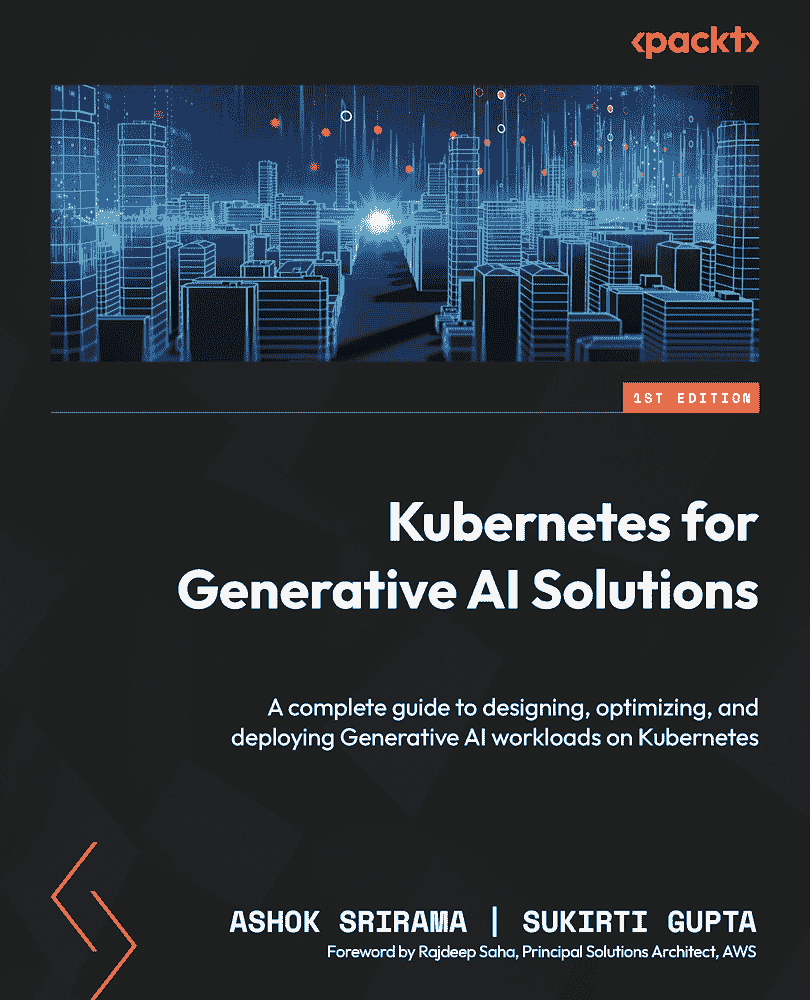 <packt>
1ST EDITION
Kubernetes for
Generative AI Solutions
A complete guide to designing, optimizing, and
deploying Generative AI workloads on Kubernetes
ASHOK SRIRAMA | SUKIRTI GUPTA
Foreword by Rajdeep Saha, Principal Solutions Architect, AWS